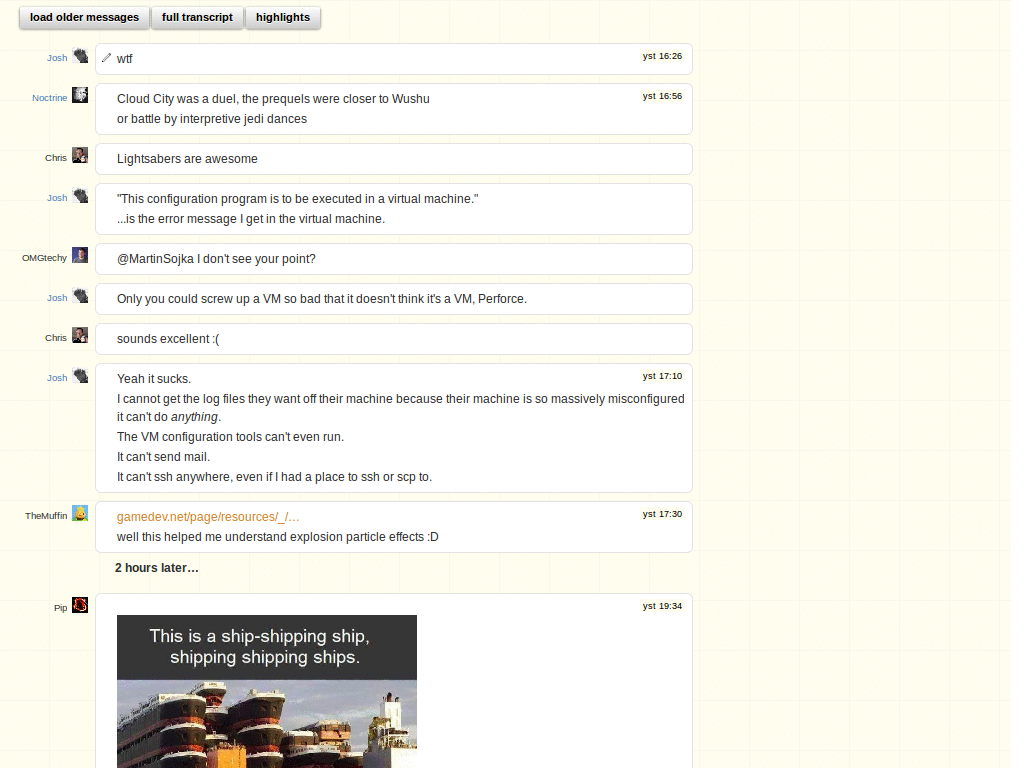 load older messages full transcript highlights
Josh wtf yst 16:26
Noctrine Cloud City was a duel, the prequels were closer to Wushu yst 16:56
or battle by interpretive jedi dances
Chris Lightsabers are awesome
Josh "This configuration program is to be executed in a virtual machine."
...is the error message I get in the virtual machine.
OMGtechy @MartinSojka I don't see your point?
Josh Only you could screw up a VM so bad that it doesn't think it's a VM, Perforce.
Chris sounds excellent :(
Josh Yeah it sucks. yst 17:10
I cannot get the log files they want off their machine because their machine is so massively misconfigured
it can't do anything.
The VM configuration tools can't even run.
It can't send mail.
It can't ssh anywhere, even if I had a place to ssh or scp to.
TheMuffin gamedev.net/page/resources/_/… yst 17:30
well this helped me understand explosion particle effects :D
2 hours later…
Pip yst 19:34
This is a ship-shipping ship,
shipping shipping ships.